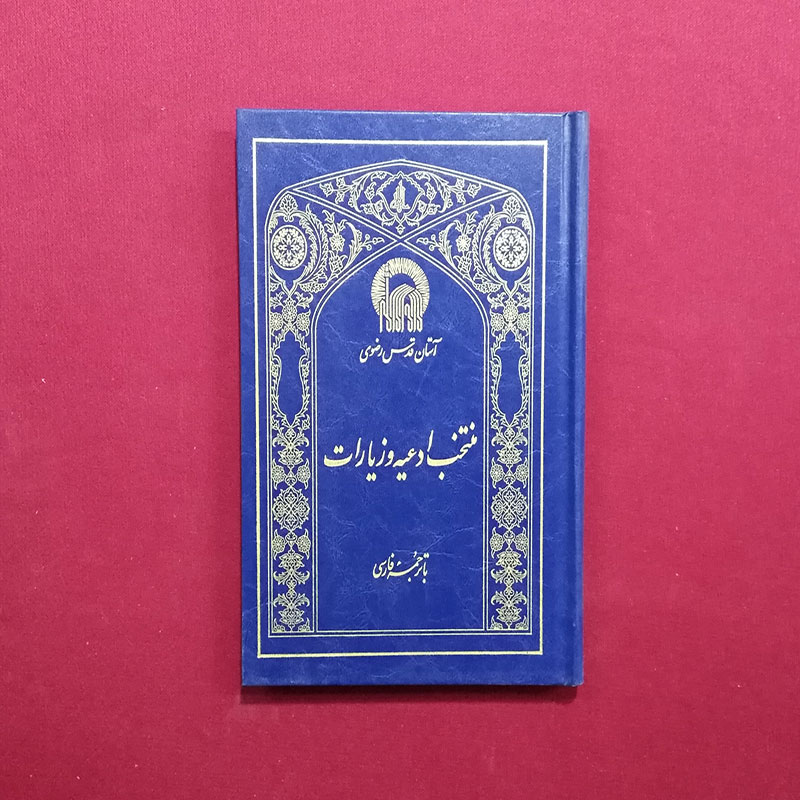 آستان قدس رضوی
منتخب ادعیه و زیارات
با ترجمهٔ فارسی